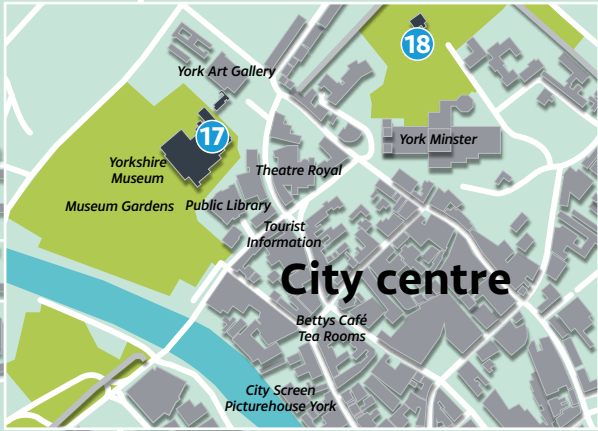 18
York Art Gallery
17
York Minster
Yorkshire
Museum
Theatre Royal
Museum Gardens
Public Library
Tourist
Information
City centre
Bettys Café
Tea Rooms
City Screen
Picturehouse York